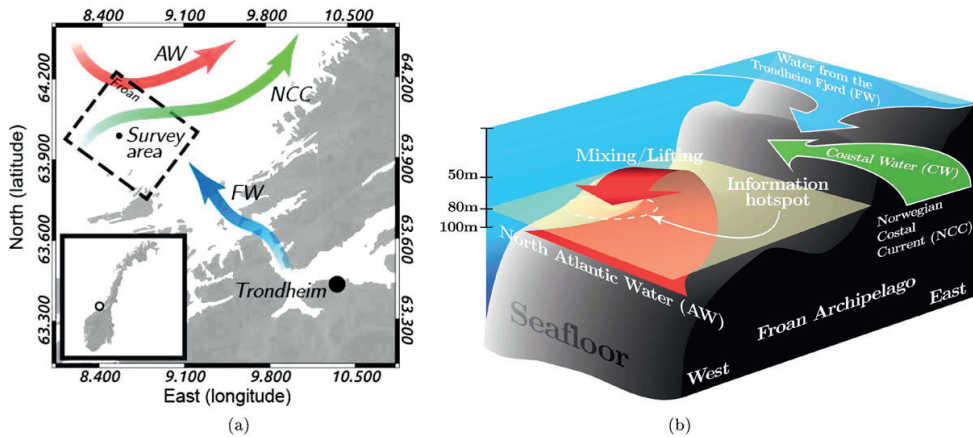 8.400 9.100 9.800 10.500
64.200
63.900
63.600
63.300
North (latitude)
AW
Froan
NCC
Survey
area
FW
Trondheim
64.200
63.900
63.600
63.300
8.400 9.100 9.800 10.500
East (longitude)
(a)
Water from the
Trondheim Fjord (FW)
Coastal Water (CW)
Mixing/Lifting
Information
hotspot
50m
80m
100m
Norwegian
Costal
Current (NCC)
North Atlantic Water (AW)
Froan Archipelago
East
West
Seafloor
(b)